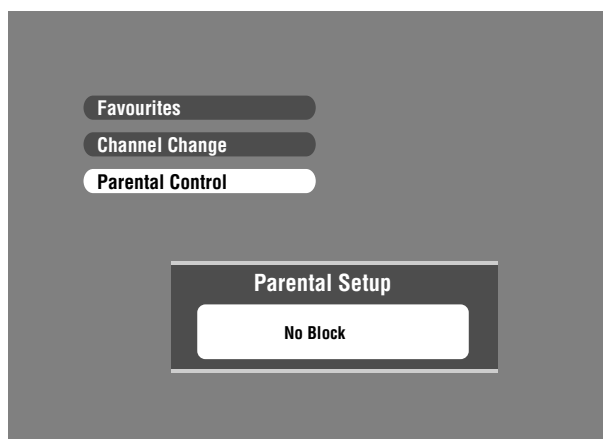 Favourites
Channel Change
Parental Control
Parental Setup
No Block